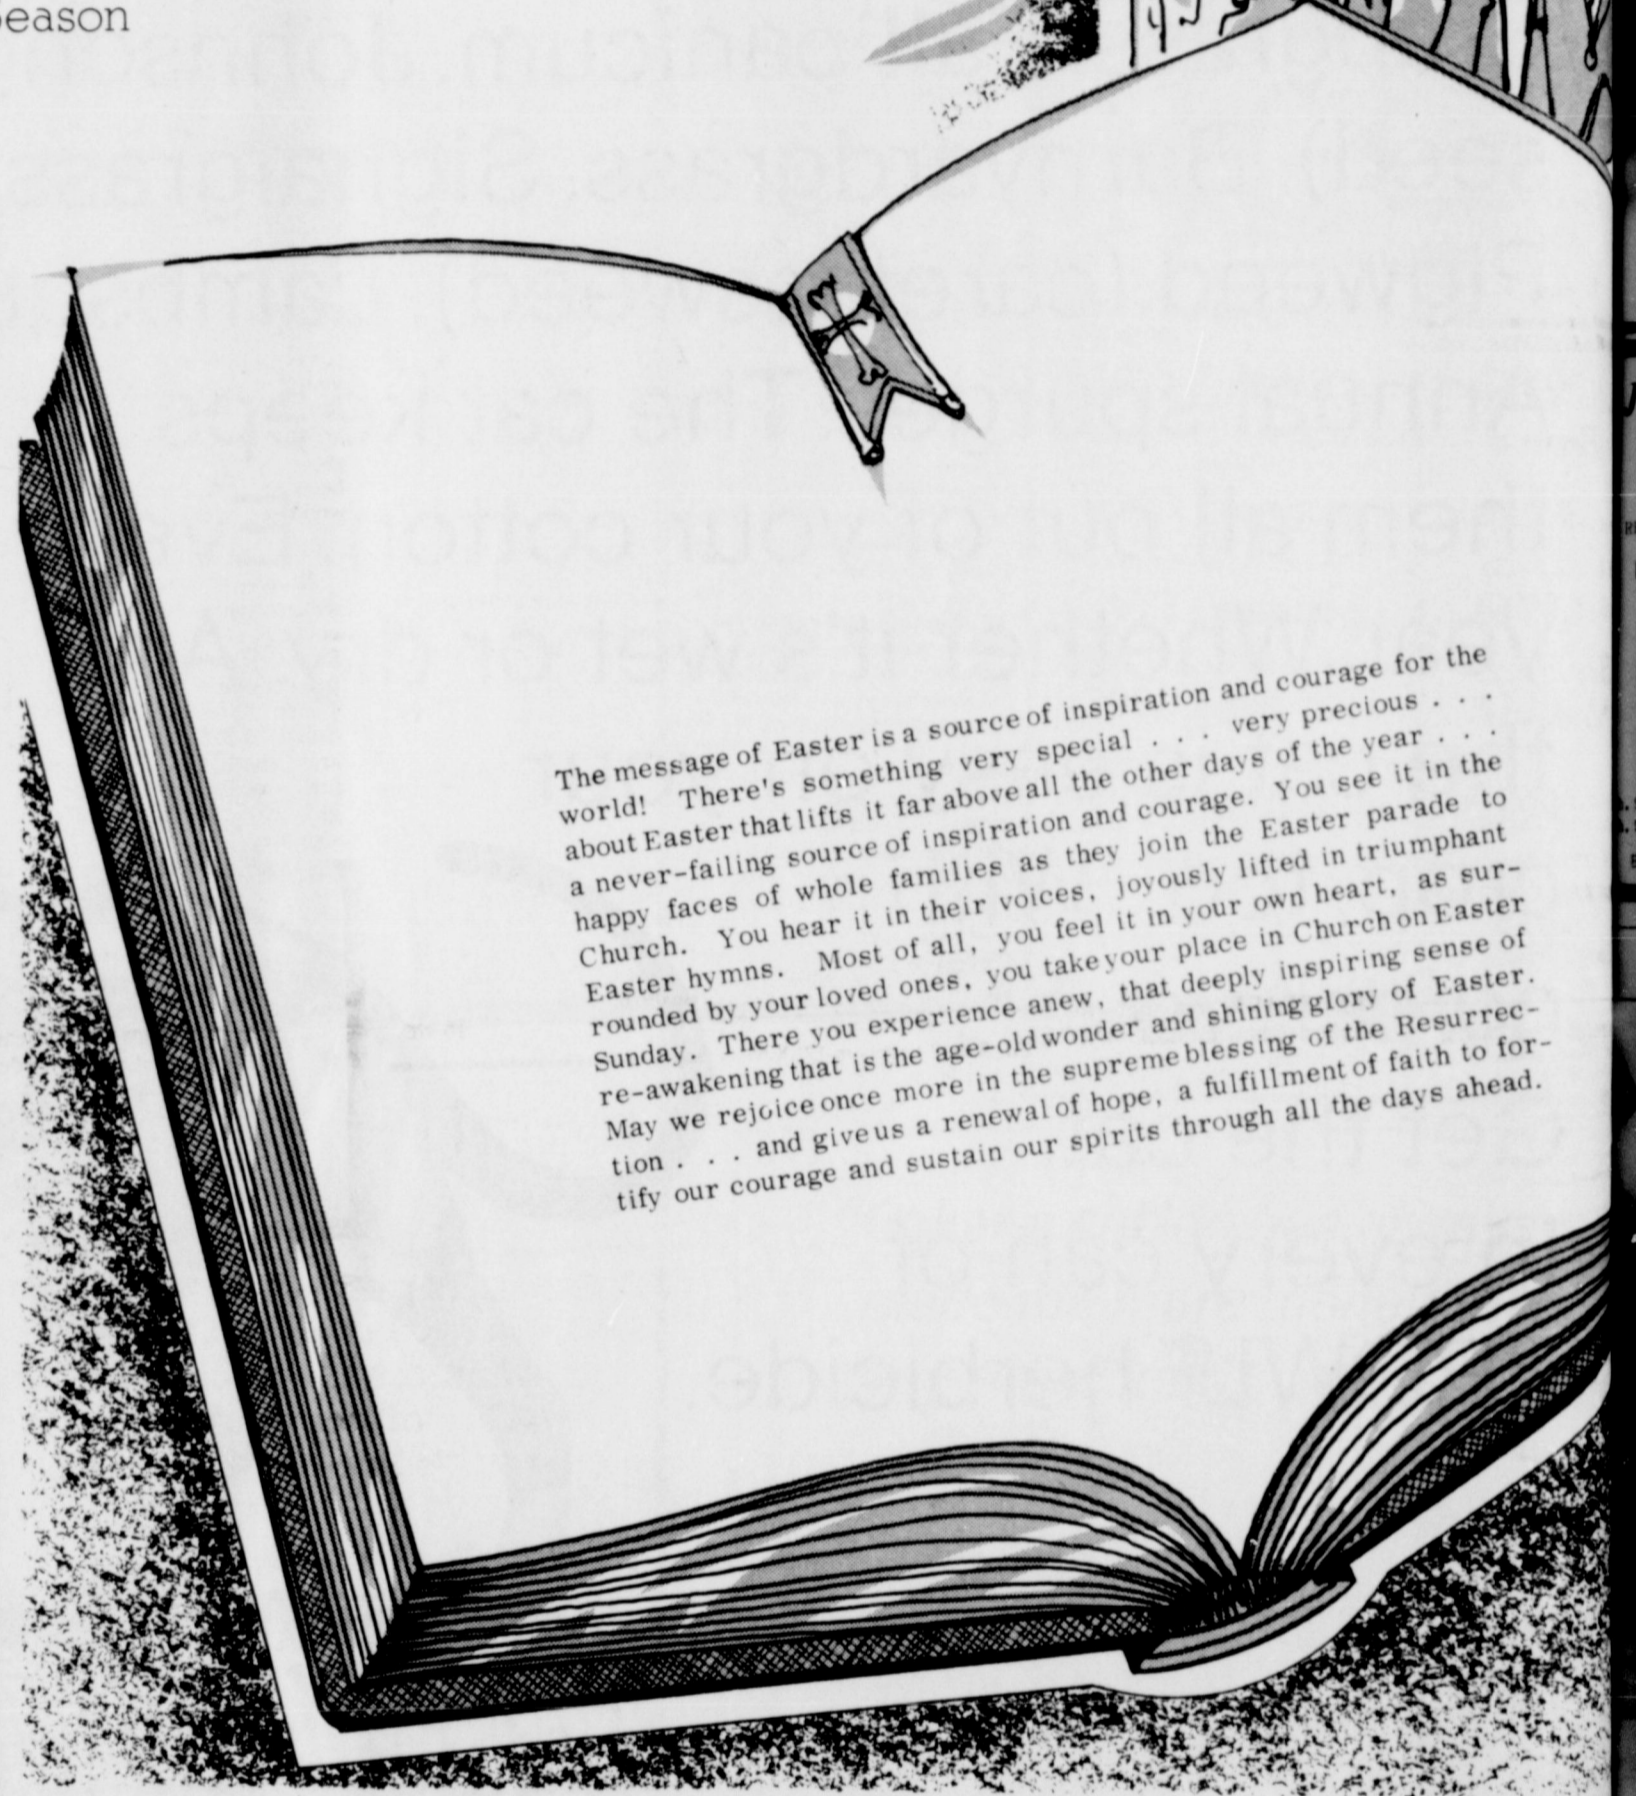 eason
The message of Easter is a source of inspiration and courage for the
world! There's something very special . . . very precious . . .
about Easter that lifts it far above all the other days of the year . . .
a never-failing source of inspiration and courage. You see it in the
happy faces of whole families as they join the Easter parade to
Church. You hear it in their voices, joyously lifted in triumphant
Easter hymns. Most of all, you feel it in your own heart, as sur-
rounded by your loved ones, you take your place in Church on Easter
Sunday. There you experience anew, that deeply inspiring sense of
re-awakening that is the age-old wonder and shining glory of Easter.
May we rejoice once more in the supreme blessing of the Resurrec-
tion . . . and give us a renewal of hope, a fulfillment of faith to for-
tify our courage and sustain our spirits through all the days ahead.